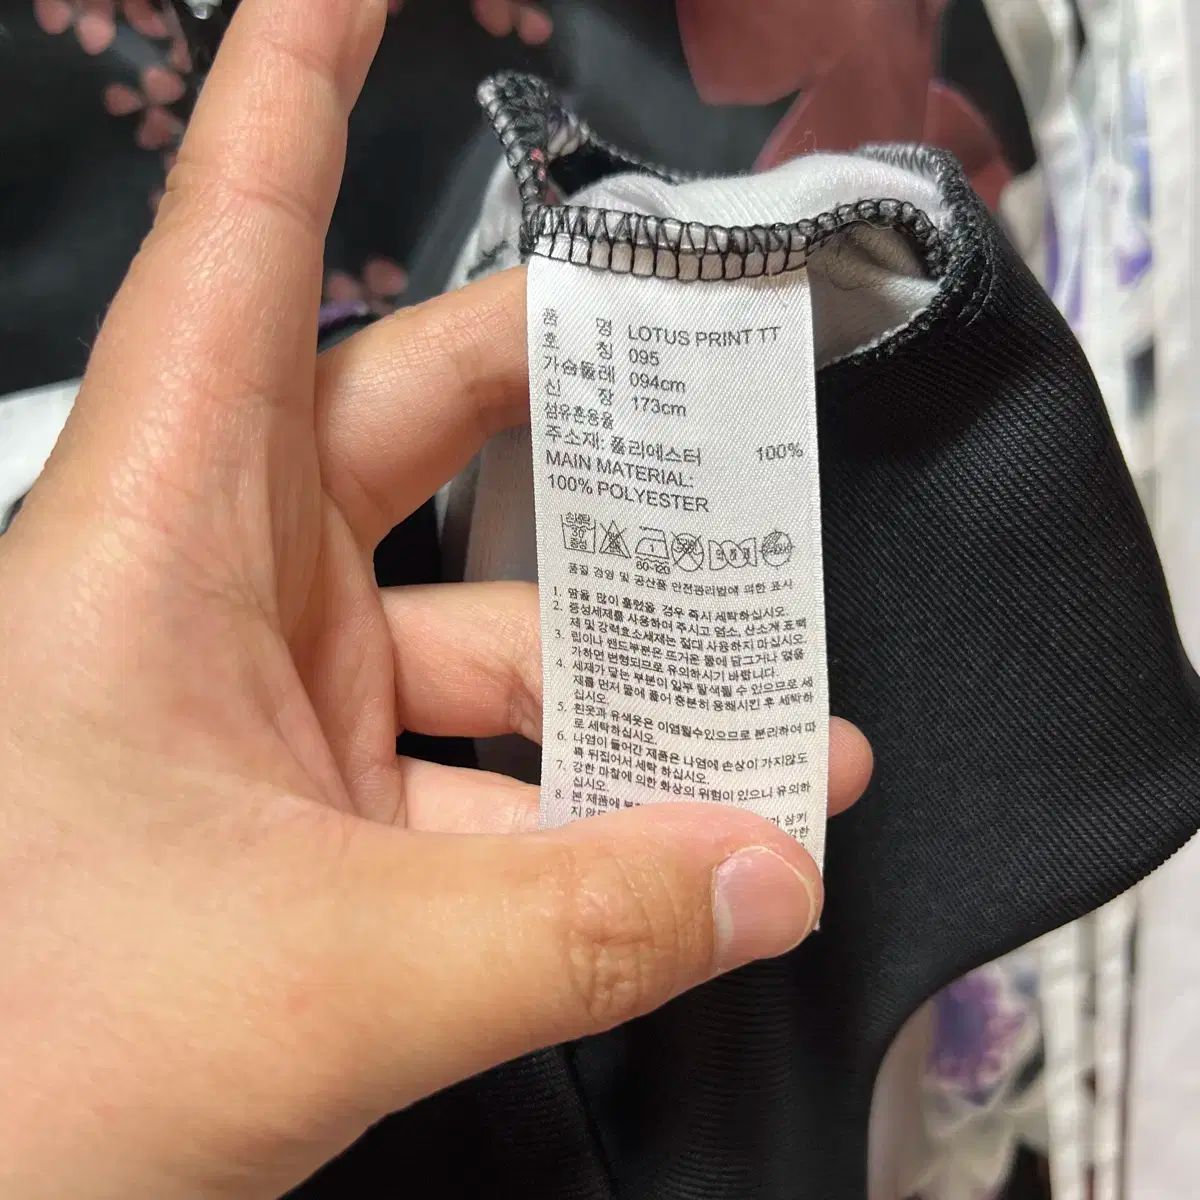 품 명 LOTUS PRINT TT
호 칭 095
가슴둘레 094cm
신 장 173cm
섬유혼용율
주소재: 폴리에스터 100%
MAIN MATERIAL:
100% POLYESTER
80-120
품질 경영 및 공산품 안전관리법에 의한 표시
1. 땀을 많이 흘렸을 경우 즉시 세탁하십시오.
2. 중성세제를 사용하여 주시고 염소, 산소계 표백
제 및 강력효소세제는 절대 사용하지 마십시오.
3. 립이나 밴드부분은 뜨거운 물에 담그거나 열을
가하면 변형되므로 유의하시기 바랍니다.
4. 세제가 닿는 부분이 일부 탈색될 수 있으므로 세
제를 먼저 물에 풀어 충분히 용해시킨 후 세탁하
십시오.
5. 흰옷과 유색옷은 이염될수있으므로 분리하여 따
로 세탁하십시오.
6. 나염이 들어간 제품은 나염에 손상이 가지않도
록 뒤집어서 세탁 하십시오.
7. 강한 마찰에 의한 화상의 위험이 있으니 유의하
십시오.
8. 본 제품에 삼키
지 강한